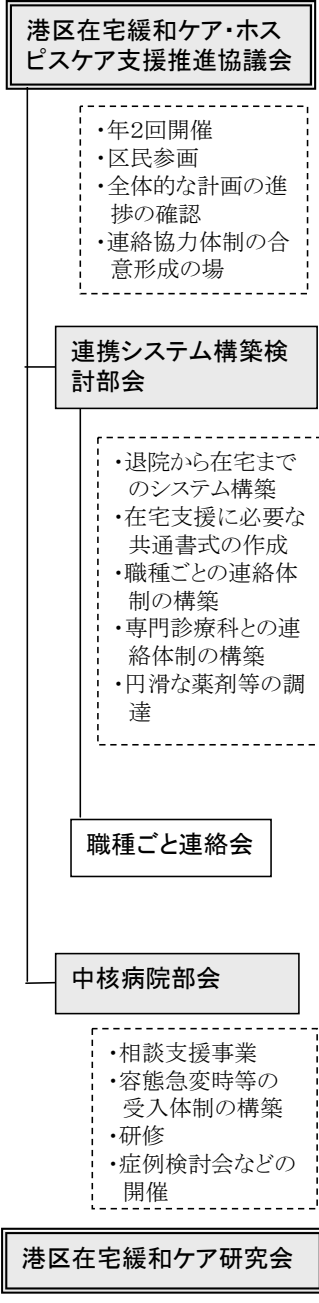 港区在宅緩和ケア・ホス
ピスケア支援推進協議会
・年２回開催
・区民参画
・全体的な計画の進
捗の確認
・連絡協力体制の合
意形成の場
連携システム構築検
討部会
・退院から在宅まで
のシステム構築
・在宅支援に必要な
共通書式の作成
・職種ごとの連絡体
制の構築
・専門診療科との連
絡体制の構築
・円滑な薬剤等の調
達
職種ごと連絡会
中核病院部会
・相談支援事業
・容態急変時等の
受入体制の構築
・研修
・症例検討会などの
開催
港区在宅緩和ケア研究会